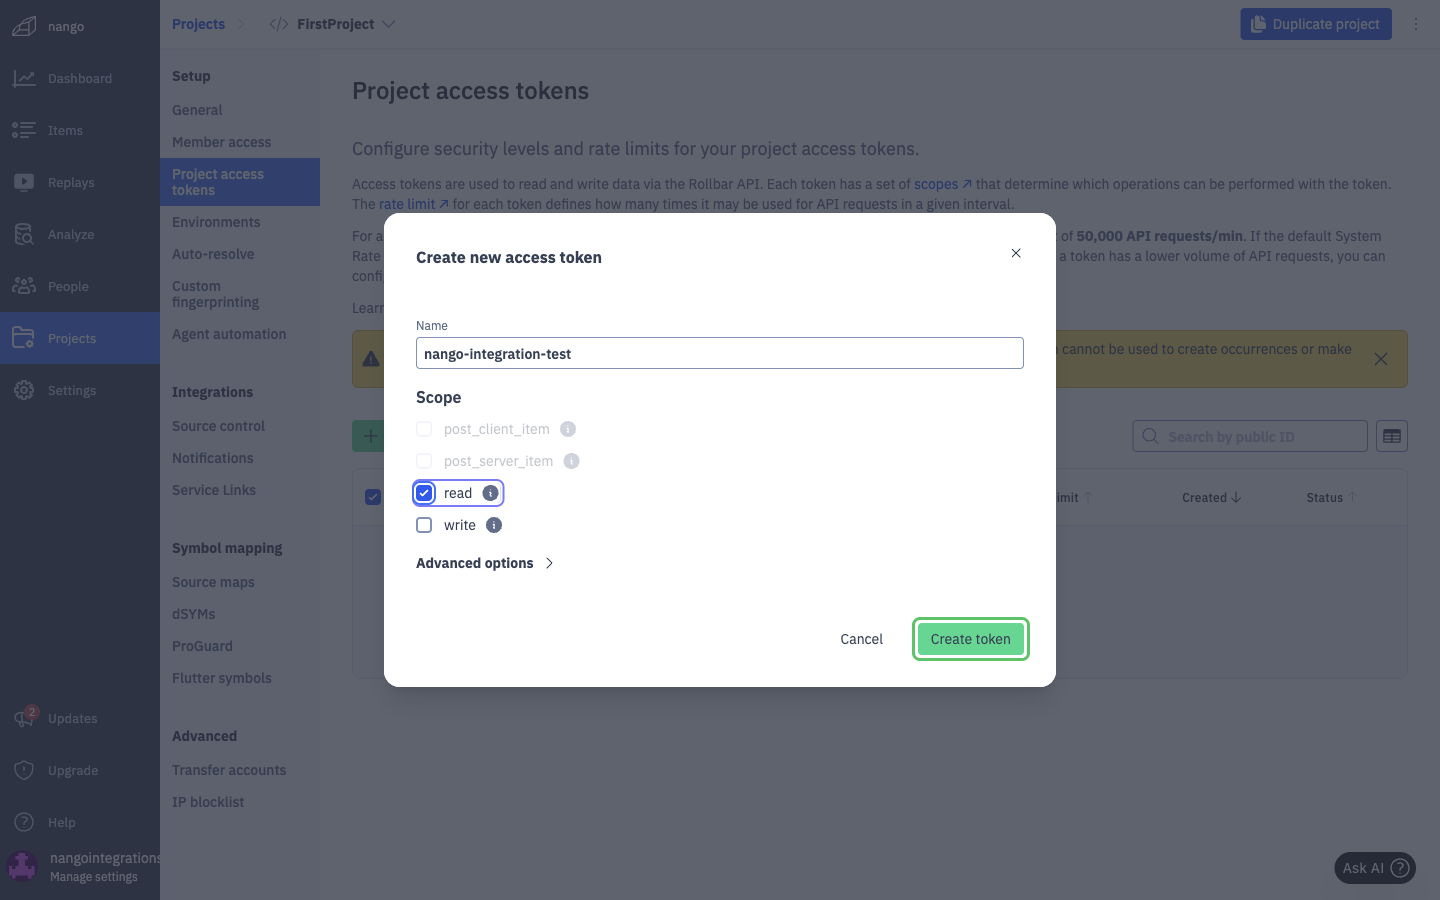 nango
Dashboard
Items
Replays
Analyze
People
Projects
Settings
2
Updates
Upgrade
Help
nangointegrations
Manage settings
Projects
</> FirstProject
Duplicate project
Setup
General
Member access
Project access
tokens
Environments
Auto-resolve
Custom
fingerprinting
Agent automation
Integrations
Source control
Notifications
Service Links
Symbol mapping
Source maps
dSYMs
ProGuard
Flutter symbols
Advanced
Transfer accounts
IP blocklist
Project access tokens
Configure security levels and rate limits for your project access tokens.
Access tokens are used to read and write data via the Rollbar API. Each token has a set of scopes ↗ that determine which operations can be performed with the token.
The rate limit ↗ for each token defines how many times it may be used for API requests in a given interval.
For a of 50,000 API requests/min. If the default System
Rate a token has a lower volume of API requests, you can
config
Learn
cannot be used to create occurrences or make
Search by public ID
imit ↑
Created ↓
Status ↑
Create new access token
Name
nango-integration-test
Scope
post_client_item
post_server_item
read
write
Advanced options
Cancel
Create token
Ask AI